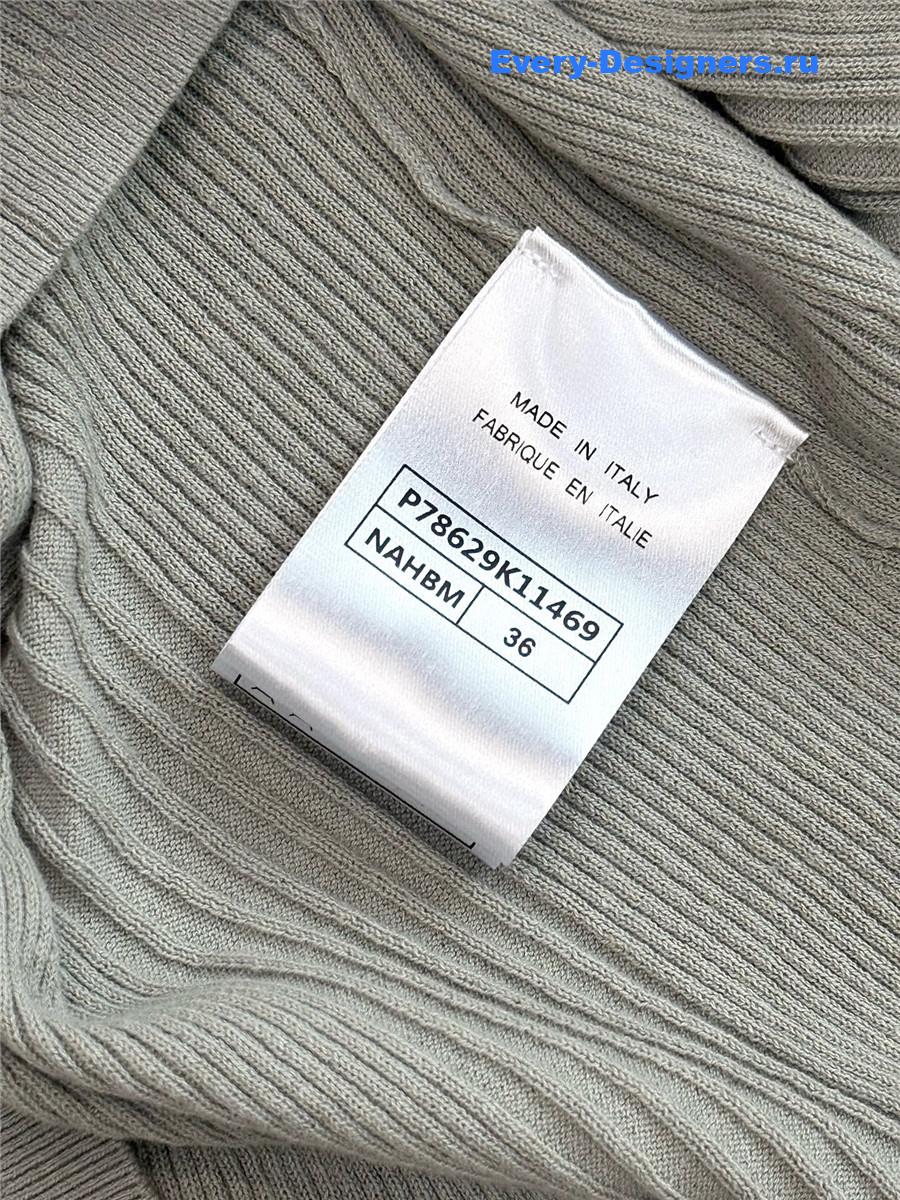 Every-Designers.ru
MADE IN ITALY
FABRIQUE EN ITALIE
P78629K11469
NAHBM 36